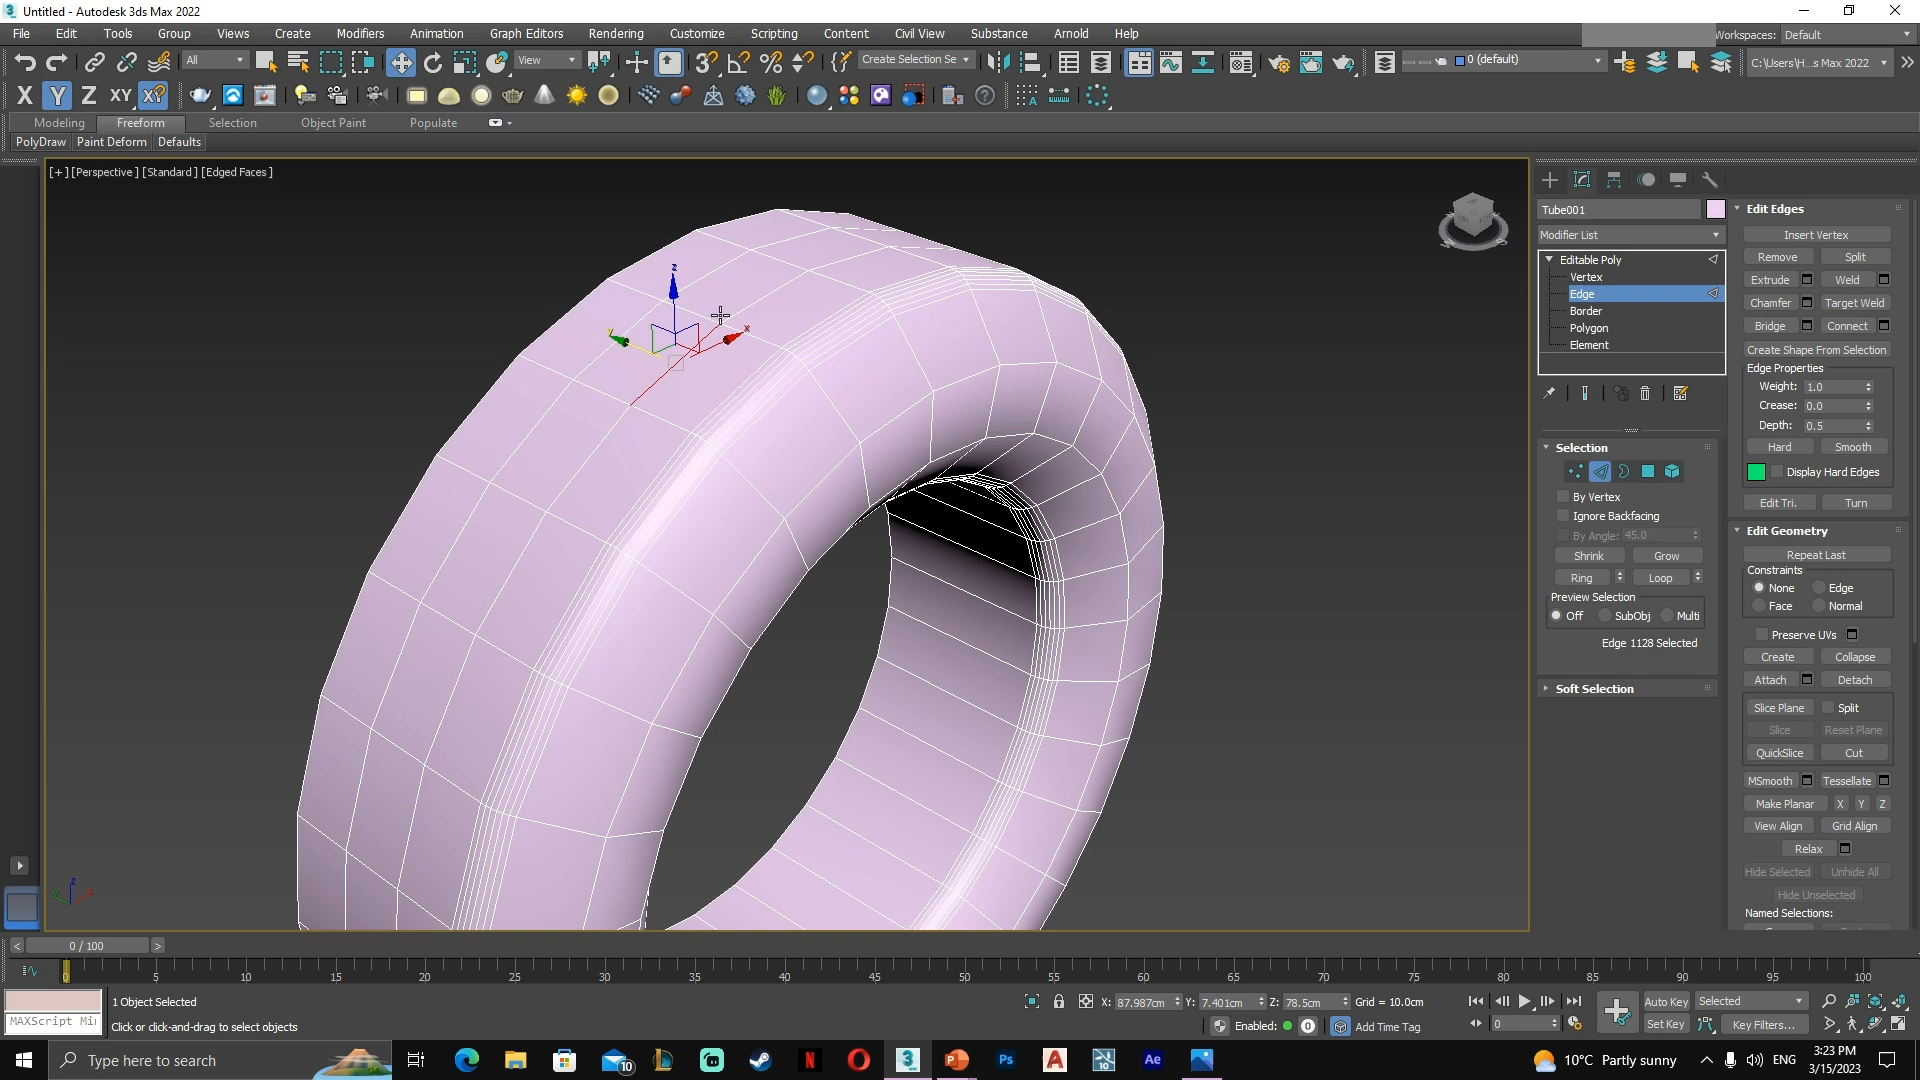 Untitled - Autodesk 3ds Max 2022
File Edit Tools Group Views Create Modifiers Animation Graph Editors Rendering Customize Scripting Content Civil View Substance Arnold Help
Workspaces: Default
All View Create Selection Se 0 (default) C:\Users\H...s Max 2022
X Y Z XY XY
Modeling Freeform Selection Object Paint Populate
PolyDraw Paint Deform Defaults
[+] [Perspective] [Standard] [Edged Faces]
z
y
x
Tube001
Modifier List
Editable Poly
Vertex
Edge
Border
Polygon
Element
Selection
By Vertex
Ignore Backfacing
By Angle: 45.0
Shrink Grow
Ring Loop
Preview Selection
Off SubObj Multi
Edge 1128 Selected
Soft Selection
Edit Edges
Insert Vertex
Remove Split
Extrude Weld
Chamfer Target Weld
Bridge Connect
Create Shape From Selection
Edge Properties
Weight: 1.0
Crease: 0.0
Depth: 0.5
Hard Smooth
Display Hard Edges
Edit Tri. Turn
Edit Geometry
Repeat Last
Constraints
None Edge
Face Normal
Preserve UVs
Create Collapse
Attach Detach
Slice Plane Split
Slice Reset Plane
QuickSlice Cut
MSmooth Tessellate
Make Planar X Y Z
View Align Grid Align
Relax
Hide Selected Unhide All
Hide Unselected
Named Selections:
< 0 / 100 >
0 5 10 15 20 25 30 35 40 45 50 55 60 65 70 75 80 85 90 95 100
1 Object Selected
X: 87.987cm Y: 7.401cm Z: 78.5cm Grid = 10.0cm
Auto Key Selected
MAXScript Mi
Click or click-and-drag to select objects
Enabled: 0 Add Time Tag
0
Set Key Key Filters...
Type here to search
10
10°C Partly sunny
ENG
3:23 PM
3/15/2023